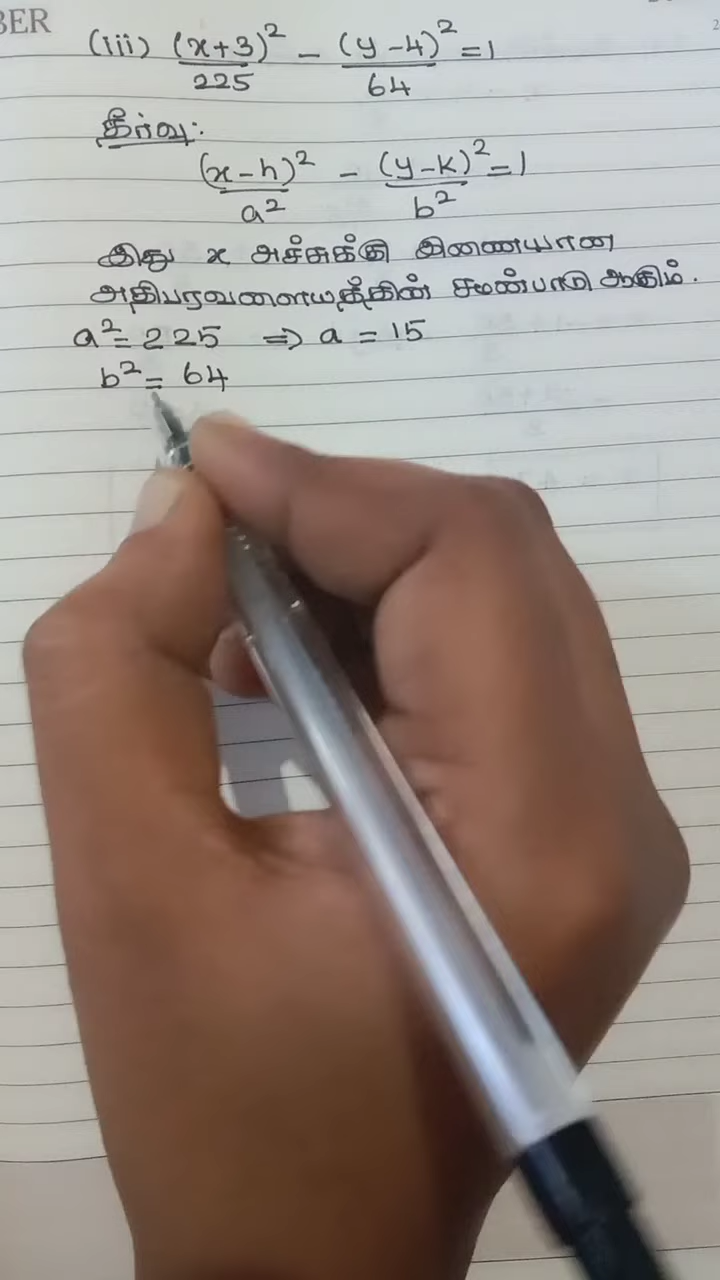 BER
(iii) (x+3)²/225 - (y-4)²/64 = 1
தீர்வு:
(x-h)²/a² - (y-k)²/b² = 1
இது x அச்சுக்கு இணையான
அதிபரவளையத்தின் சமன்பாடு ஆகும்.
a² = 225 ⇒ a = 15
b² = 64